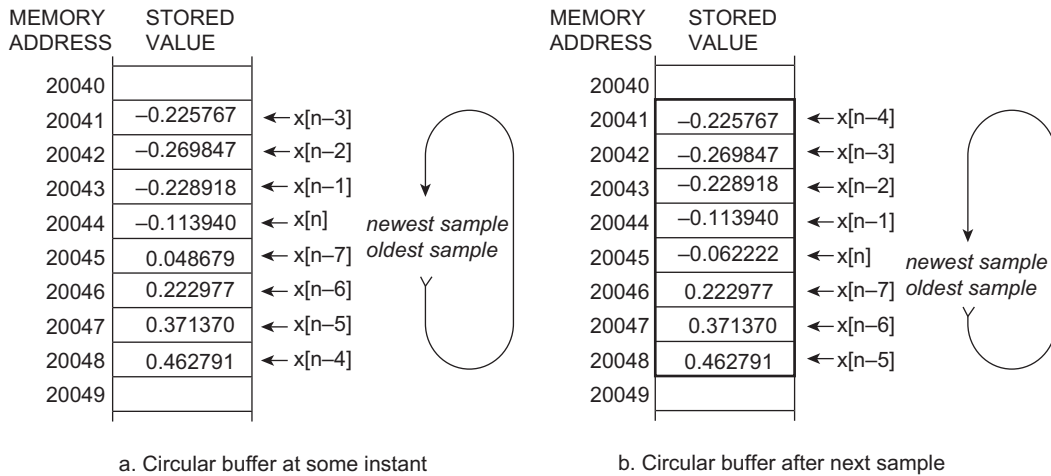 MEMORY ADDRESS STORED VALUE
20040
20041 –0.225767 x[n–3]
20042 –0.269847 x[n–2]
20043 –0.228918 x[n–1]
20044 –0.113940 x[n]
20045 0.048679 x[n–7]
20046 0.222977 x[n–6]
20047 0.371370 x[n–5]
20048 0.462791 x[n–4]
20049
newest sample
oldest sample
a. Circular buffer at some instant
MEMORY ADDRESS STORED VALUE
20040
20041 –0.225767 x[n–4]
20042 –0.269847 x[n–3]
20043 –0.228918 x[n–2]
20044 –0.113940 x[n–1]
20045 –0.062222 x[n]
20046 0.222977 x[n–7]
20047 0.371370 x[n–6]
20048 0.462791 x[n–5]
20049
newest sample
oldest sample
b. Circular buffer after next sample